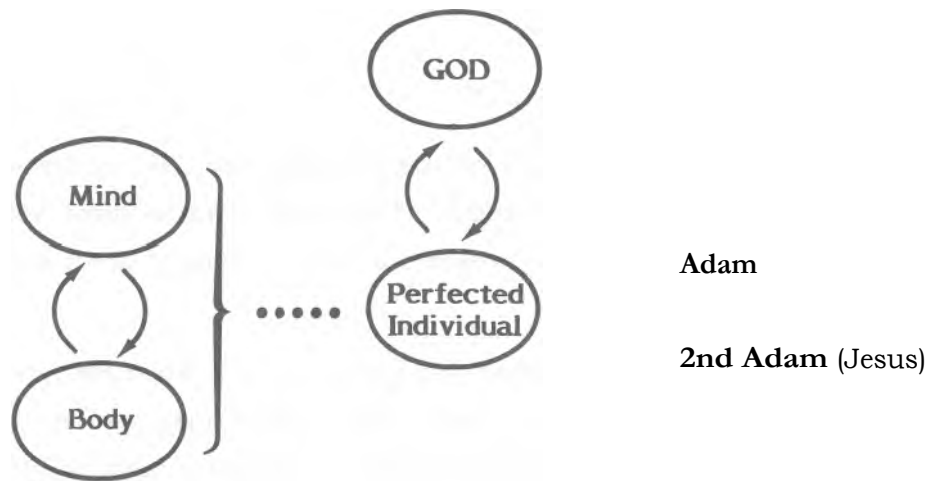 GOD
Mind
Perfected
Individual
Body
Adam
2nd Adam (Jesus)